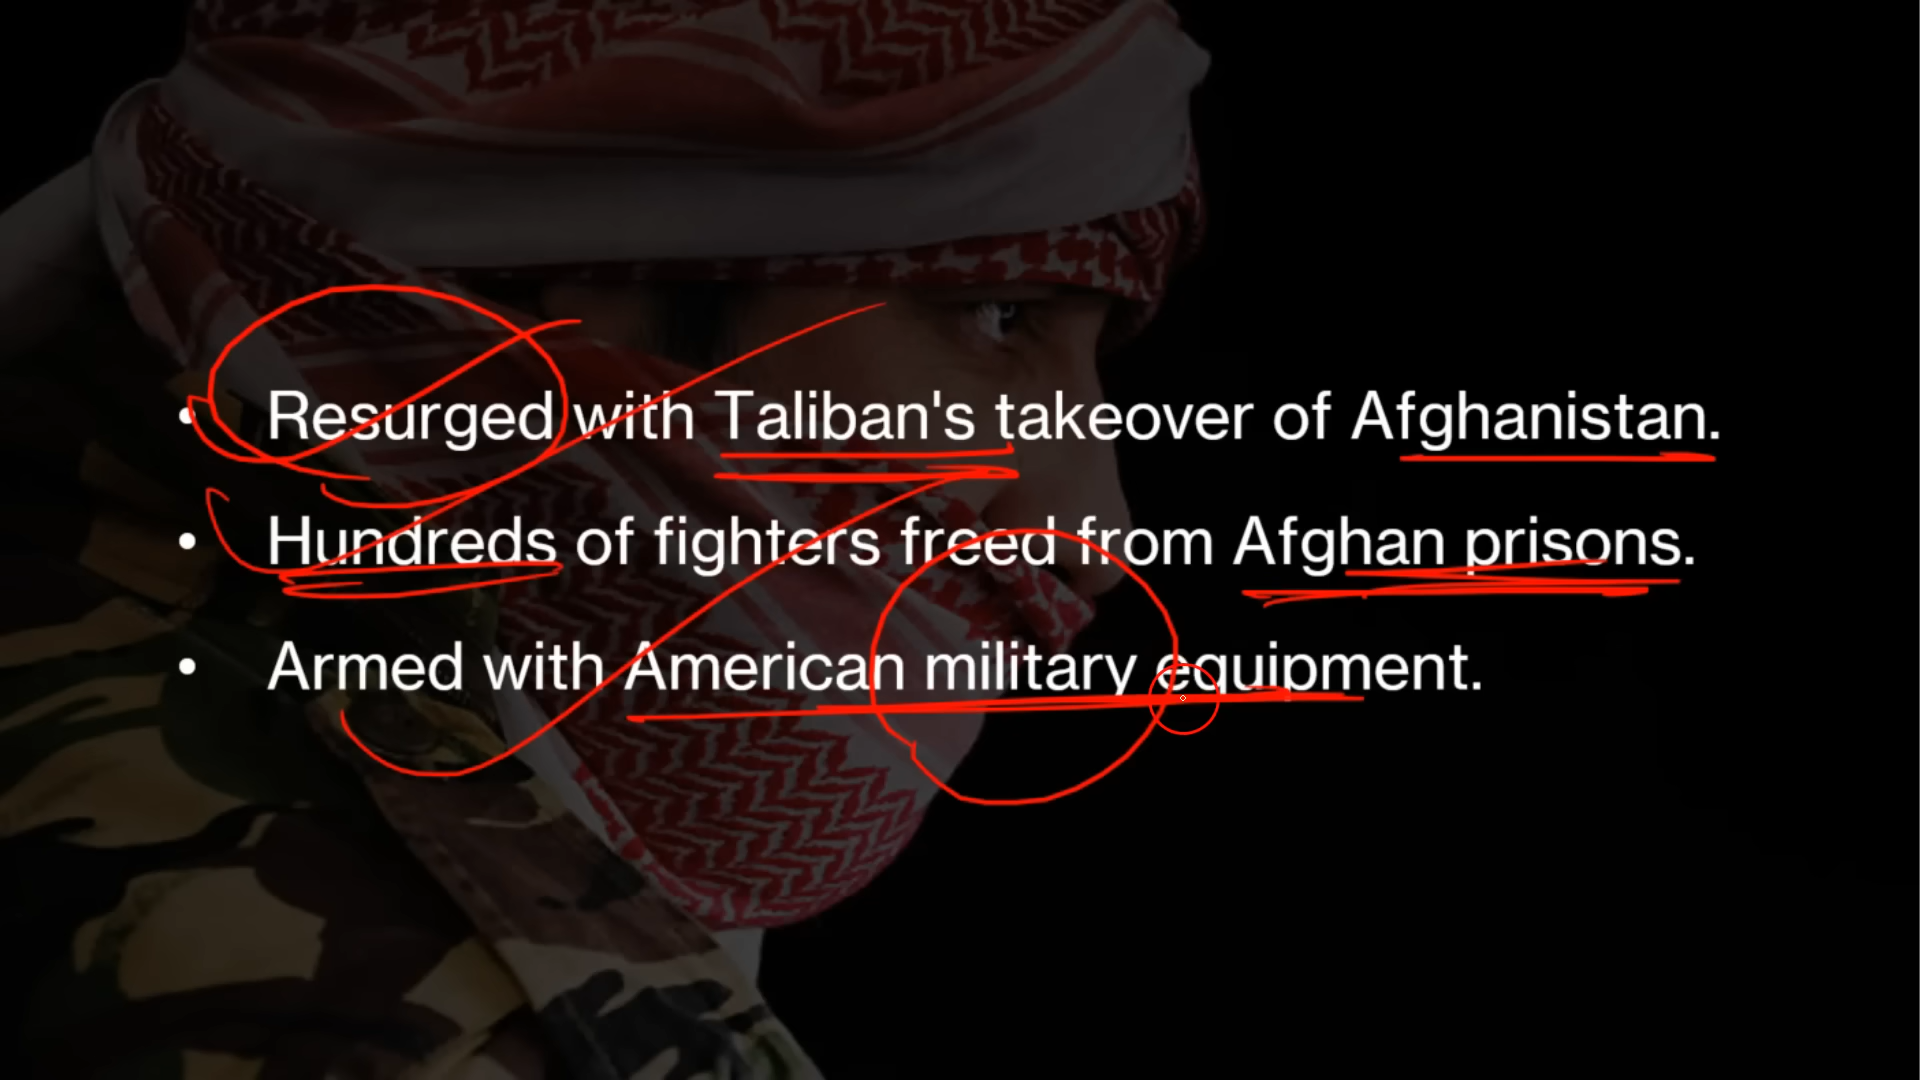 • Resurged with Taliban's takeover of Afghanistan.
• Hundreds of fighters freed from Afghan prisons.
• Armed with American military equipment.